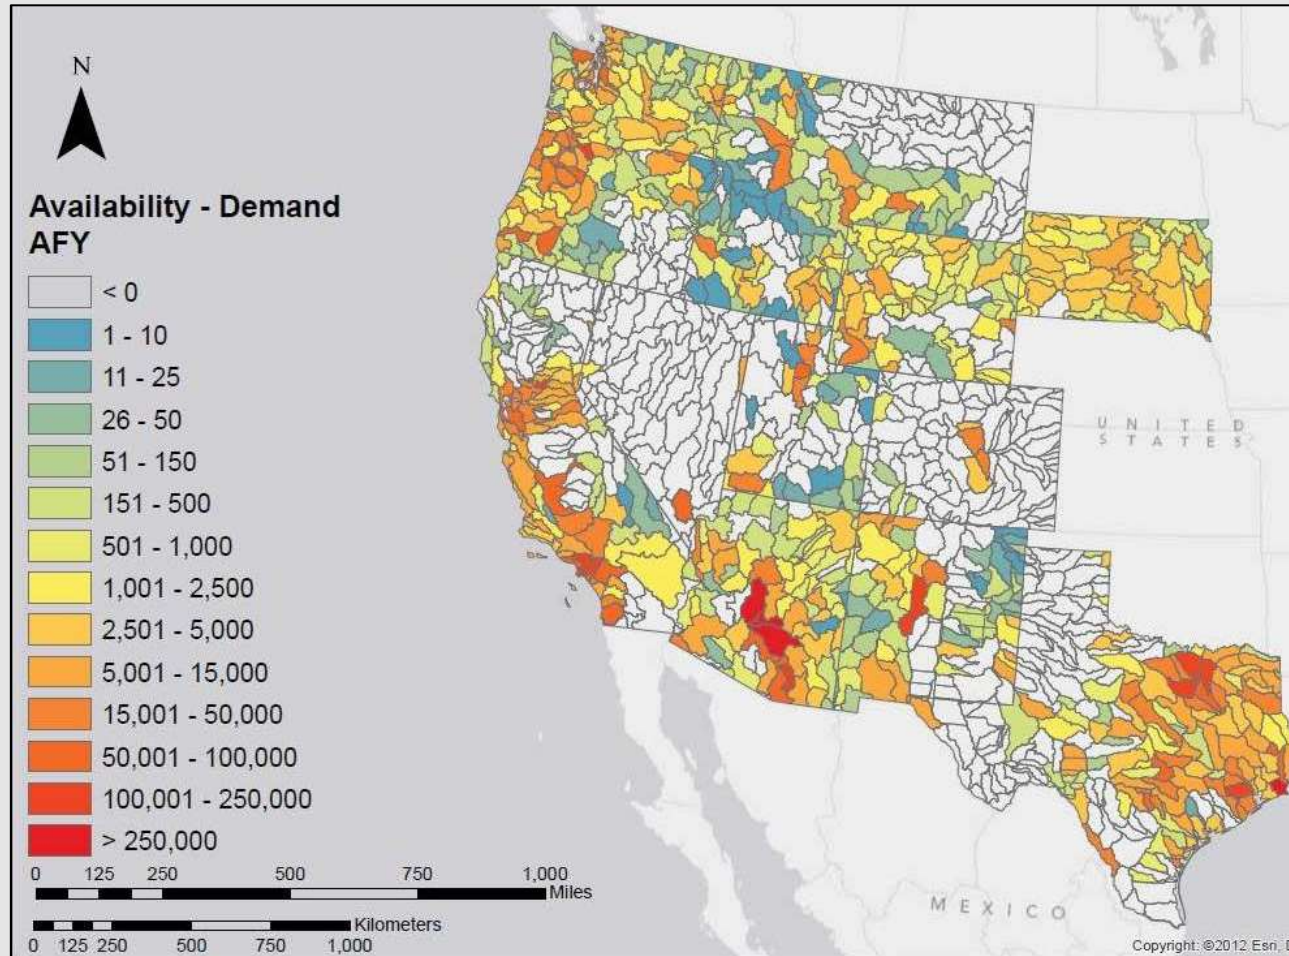 N
Availability - Demand
AFY
< 0
1 - 10
11 - 25
26 - 50
51 - 150
151 - 500
501 - 1,000
1,001 - 2,500
2,501 - 5,000
5,001 - 15,000
15,001 - 50,000
50,001 - 100,000
100,001 - 250,000
> 250,000
0 125 250 500 750 1,000
Miles
Kilometers
0 125 250 500 750 1,000
UNITED
STATES
MEXICO
Copyright: ©2012 Esri, D